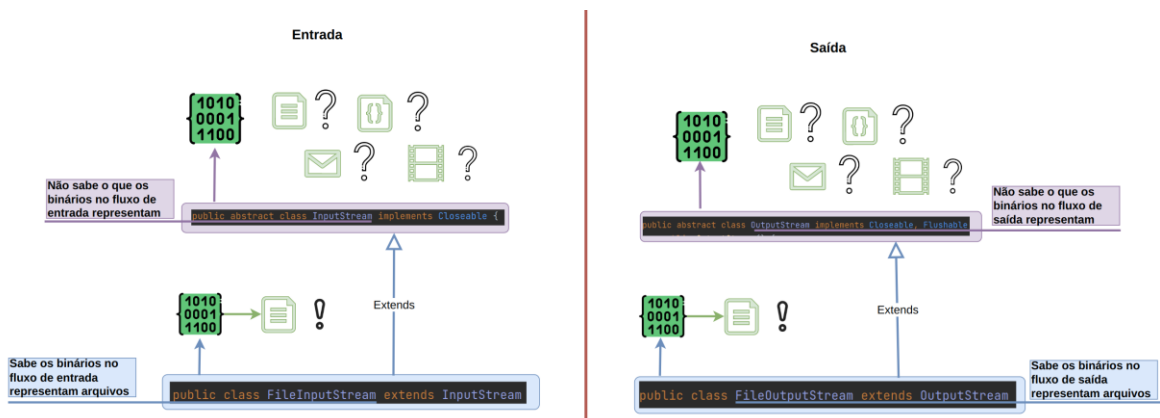 Entrada
1010
0001
1100
? ?
? ?
Não sabe o que os
binários no fluxo de
entrada representam
public abstract class InputStream implements Closeable {
Extends
1010
0001
1100
!
Sabe os binários no
fluxo de entrada
representam arquivos
public class FileInputStream extends InputStream
Saída
1010
0001
1100
? ?
? ?
Não sabe o que os
binários no fluxo de
saída representam
public abstract class OutputStream implements Closeable, Flushable
Extends
1010
0001
1100
!
Sabe os binários no
fluxo de saída
representam arquivos
public class FileOutputStream extends OutputStream